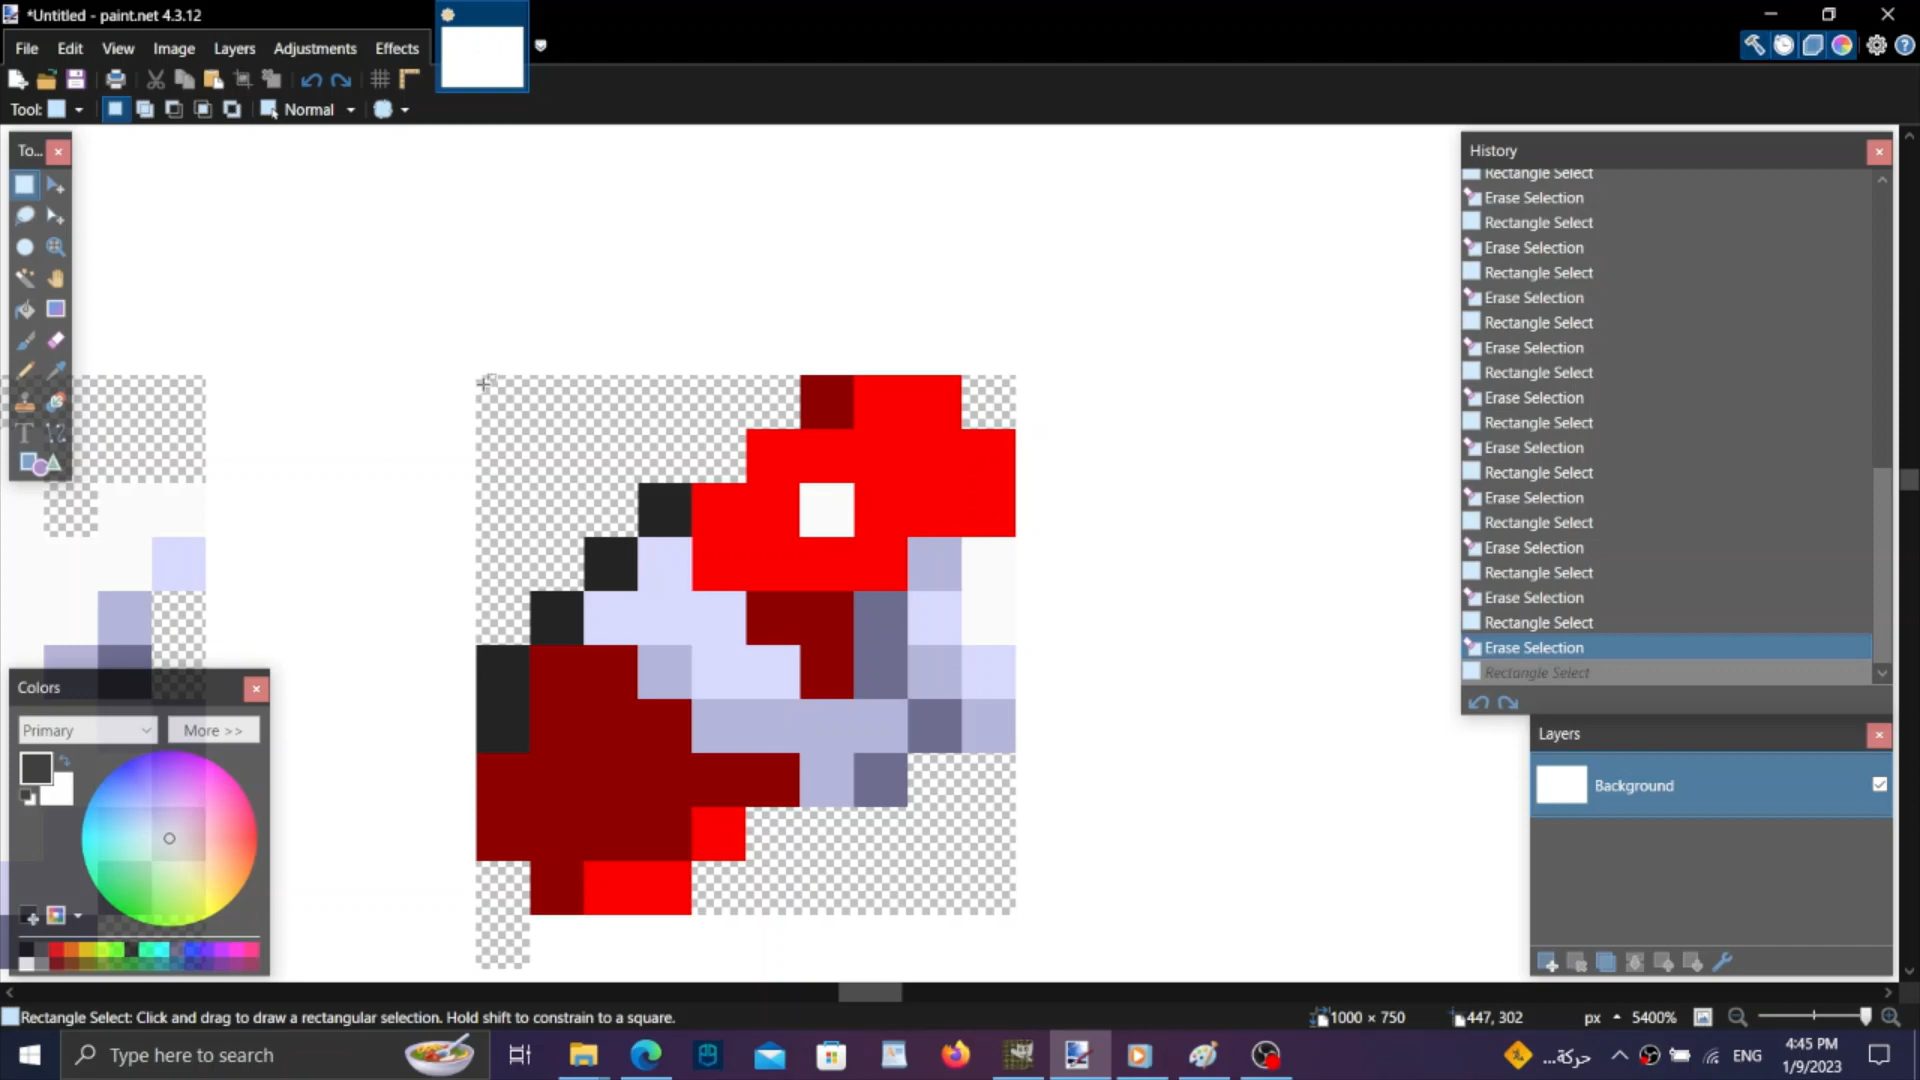 *Untitled - paint.net 4.3.12
File Edit View Image Layers Adjustments Effects
Tool: Normal
To...
History
Rectangle Select
Erase Selection
Rectangle Select
Erase Selection
Rectangle Select
Erase Selection
Rectangle Select
Erase Selection
Rectangle Select
Erase Selection
Rectangle Select
Erase Selection
Rectangle Select
Erase Selection
Rectangle Select
Erase Selection
Rectangle Select
Erase Selection
Rectangle Select
Erase Selection
Rectangle Select
Colors
Primary More >>
Layers
Background
Rectangle Select: Click and drag to draw a rectangular selection. Hold shift to constrain to a square.
1000 × 750 447, 302 px 5400%
Type here to search
حركة... ENG 4:45 PM
1/9/2023